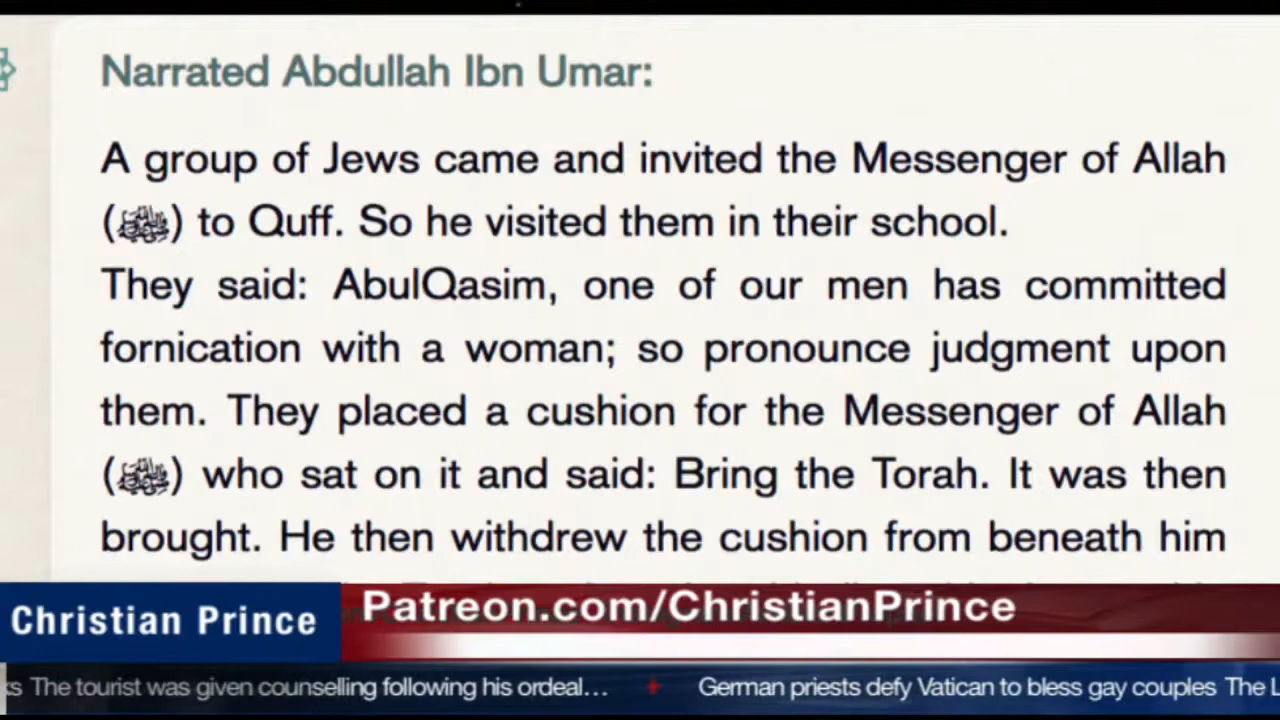 Narrated Abdullah Ibn Umar:
A group of Jews came and invited the Messenger of Allah
(ﷺ) to Quff. So he visited them in their school.
They said: AbulQasim, one of our men has committed
fornication with a woman; so pronounce judgment upon
them. They placed a cushion for the Messenger of Allah
(ﷺ) who sat on it and said: Bring the Torah. It was then
brought. He then withdrew the cushion from beneath him
Christian Prince
Patreon.com/ChristianPrince
The tourist was given counselling following his ordeal... German priests defy Vatican to bless gay couples The